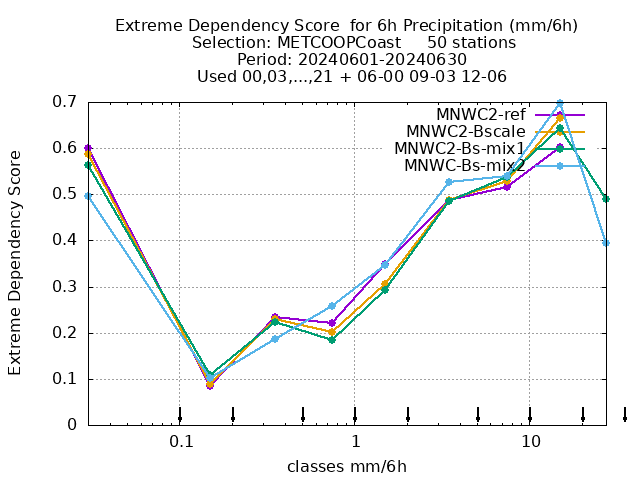 Extreme Dependency Score  for 6h Precipitation (mm/6h)
Selection: METCOOPCoast     50 stations
Period: 20240601-20240630
Used 00,03,...,21 + 06-00 09-03 12-06
MNWC2-ref
MNWC2-Bscale
MNWC2-Bs-mix1
MNWC-Bs-mix2
0.7
0.6
0.5
0.4
0.3
0.2
0.1
0
Extreme Dependency Score
0.1 1 10
classes mm/6h